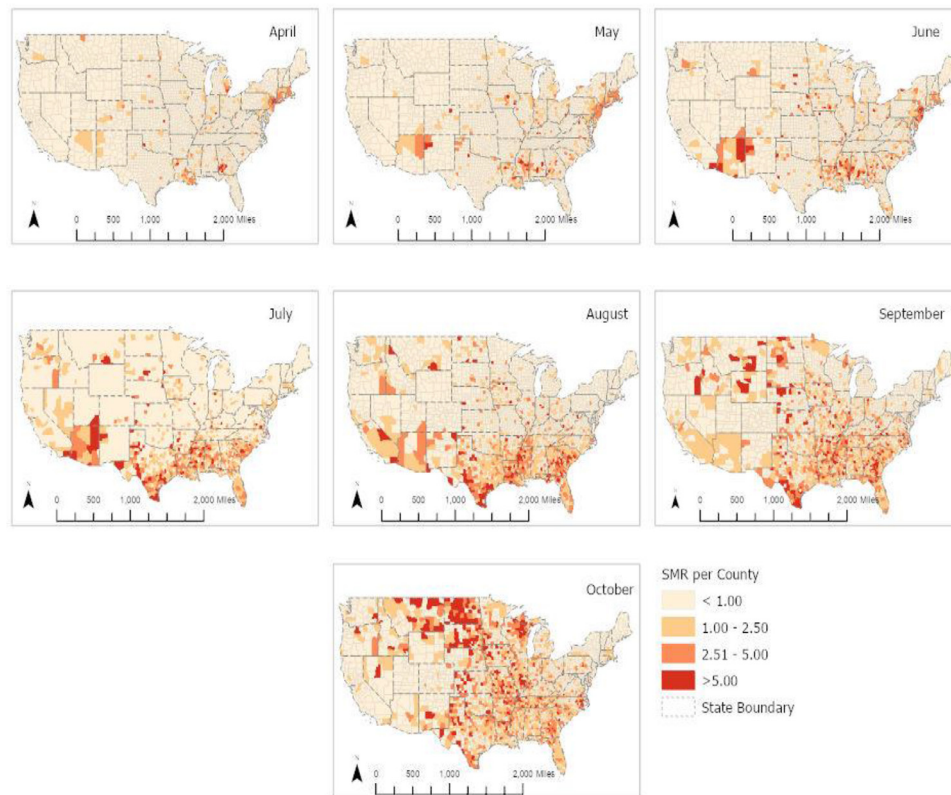 April
N
0 500 1,000 2,000 Miles
May
N
0 500 1,000 2,000 Miles
June
N
0 500 1,000 2,000 Miles
July
N
0 500 1,000 2,000 Miles
August
N
0 500 1,000 2,000 Miles
September
N
0 500 1,000 2,000 Miles
October
N
0 500 1,000 2,000 Miles
SMR per County
< 1.00
1.00 - 2.50
2.51 - 5.00
>5.00
State Boundary